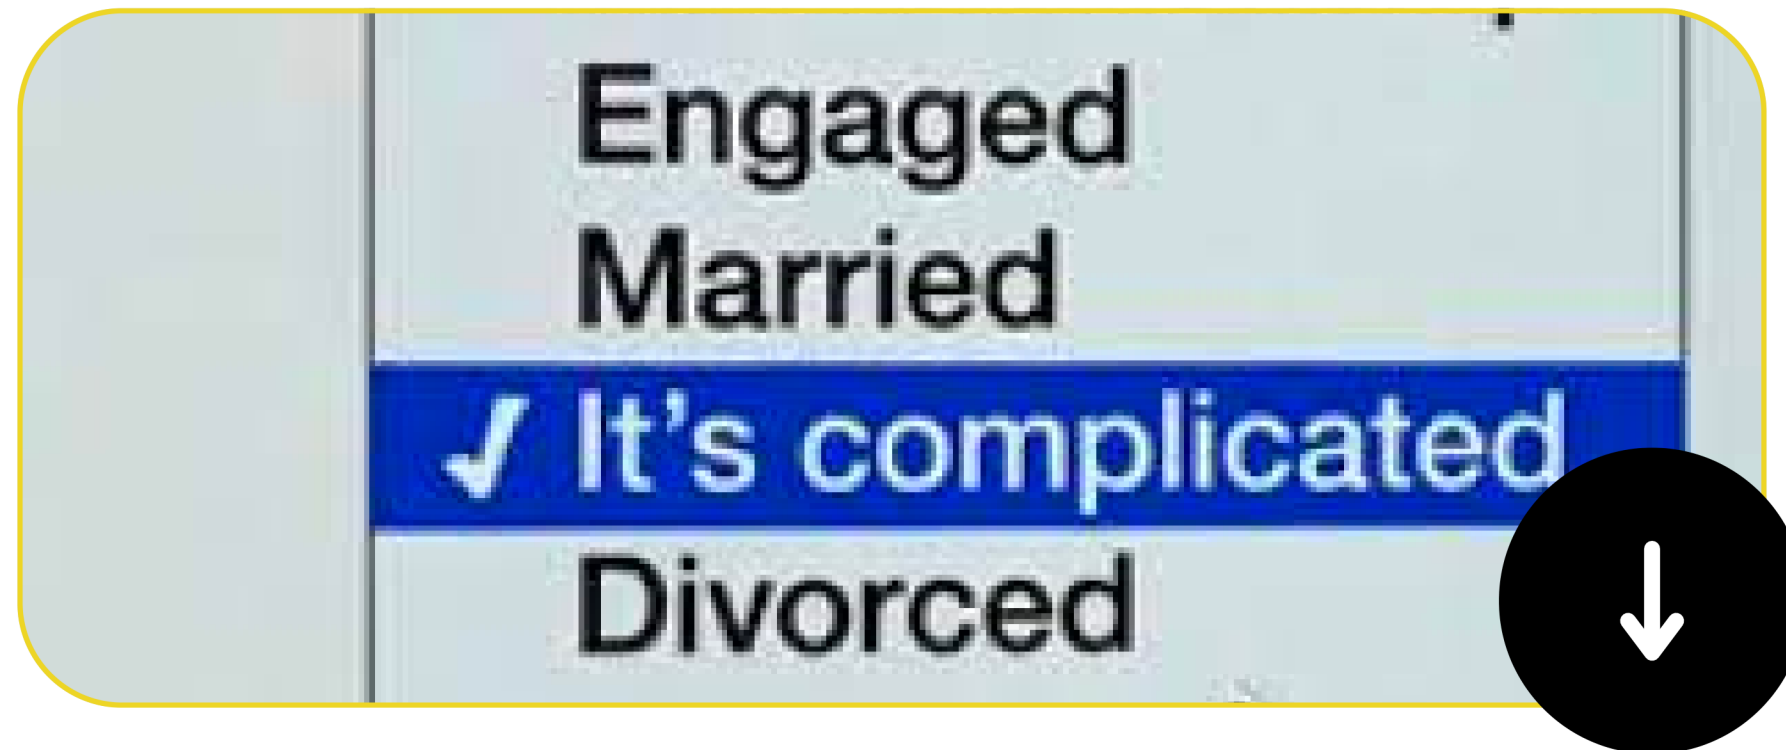 Engaged
Married
✓ It's complicated
Divorced